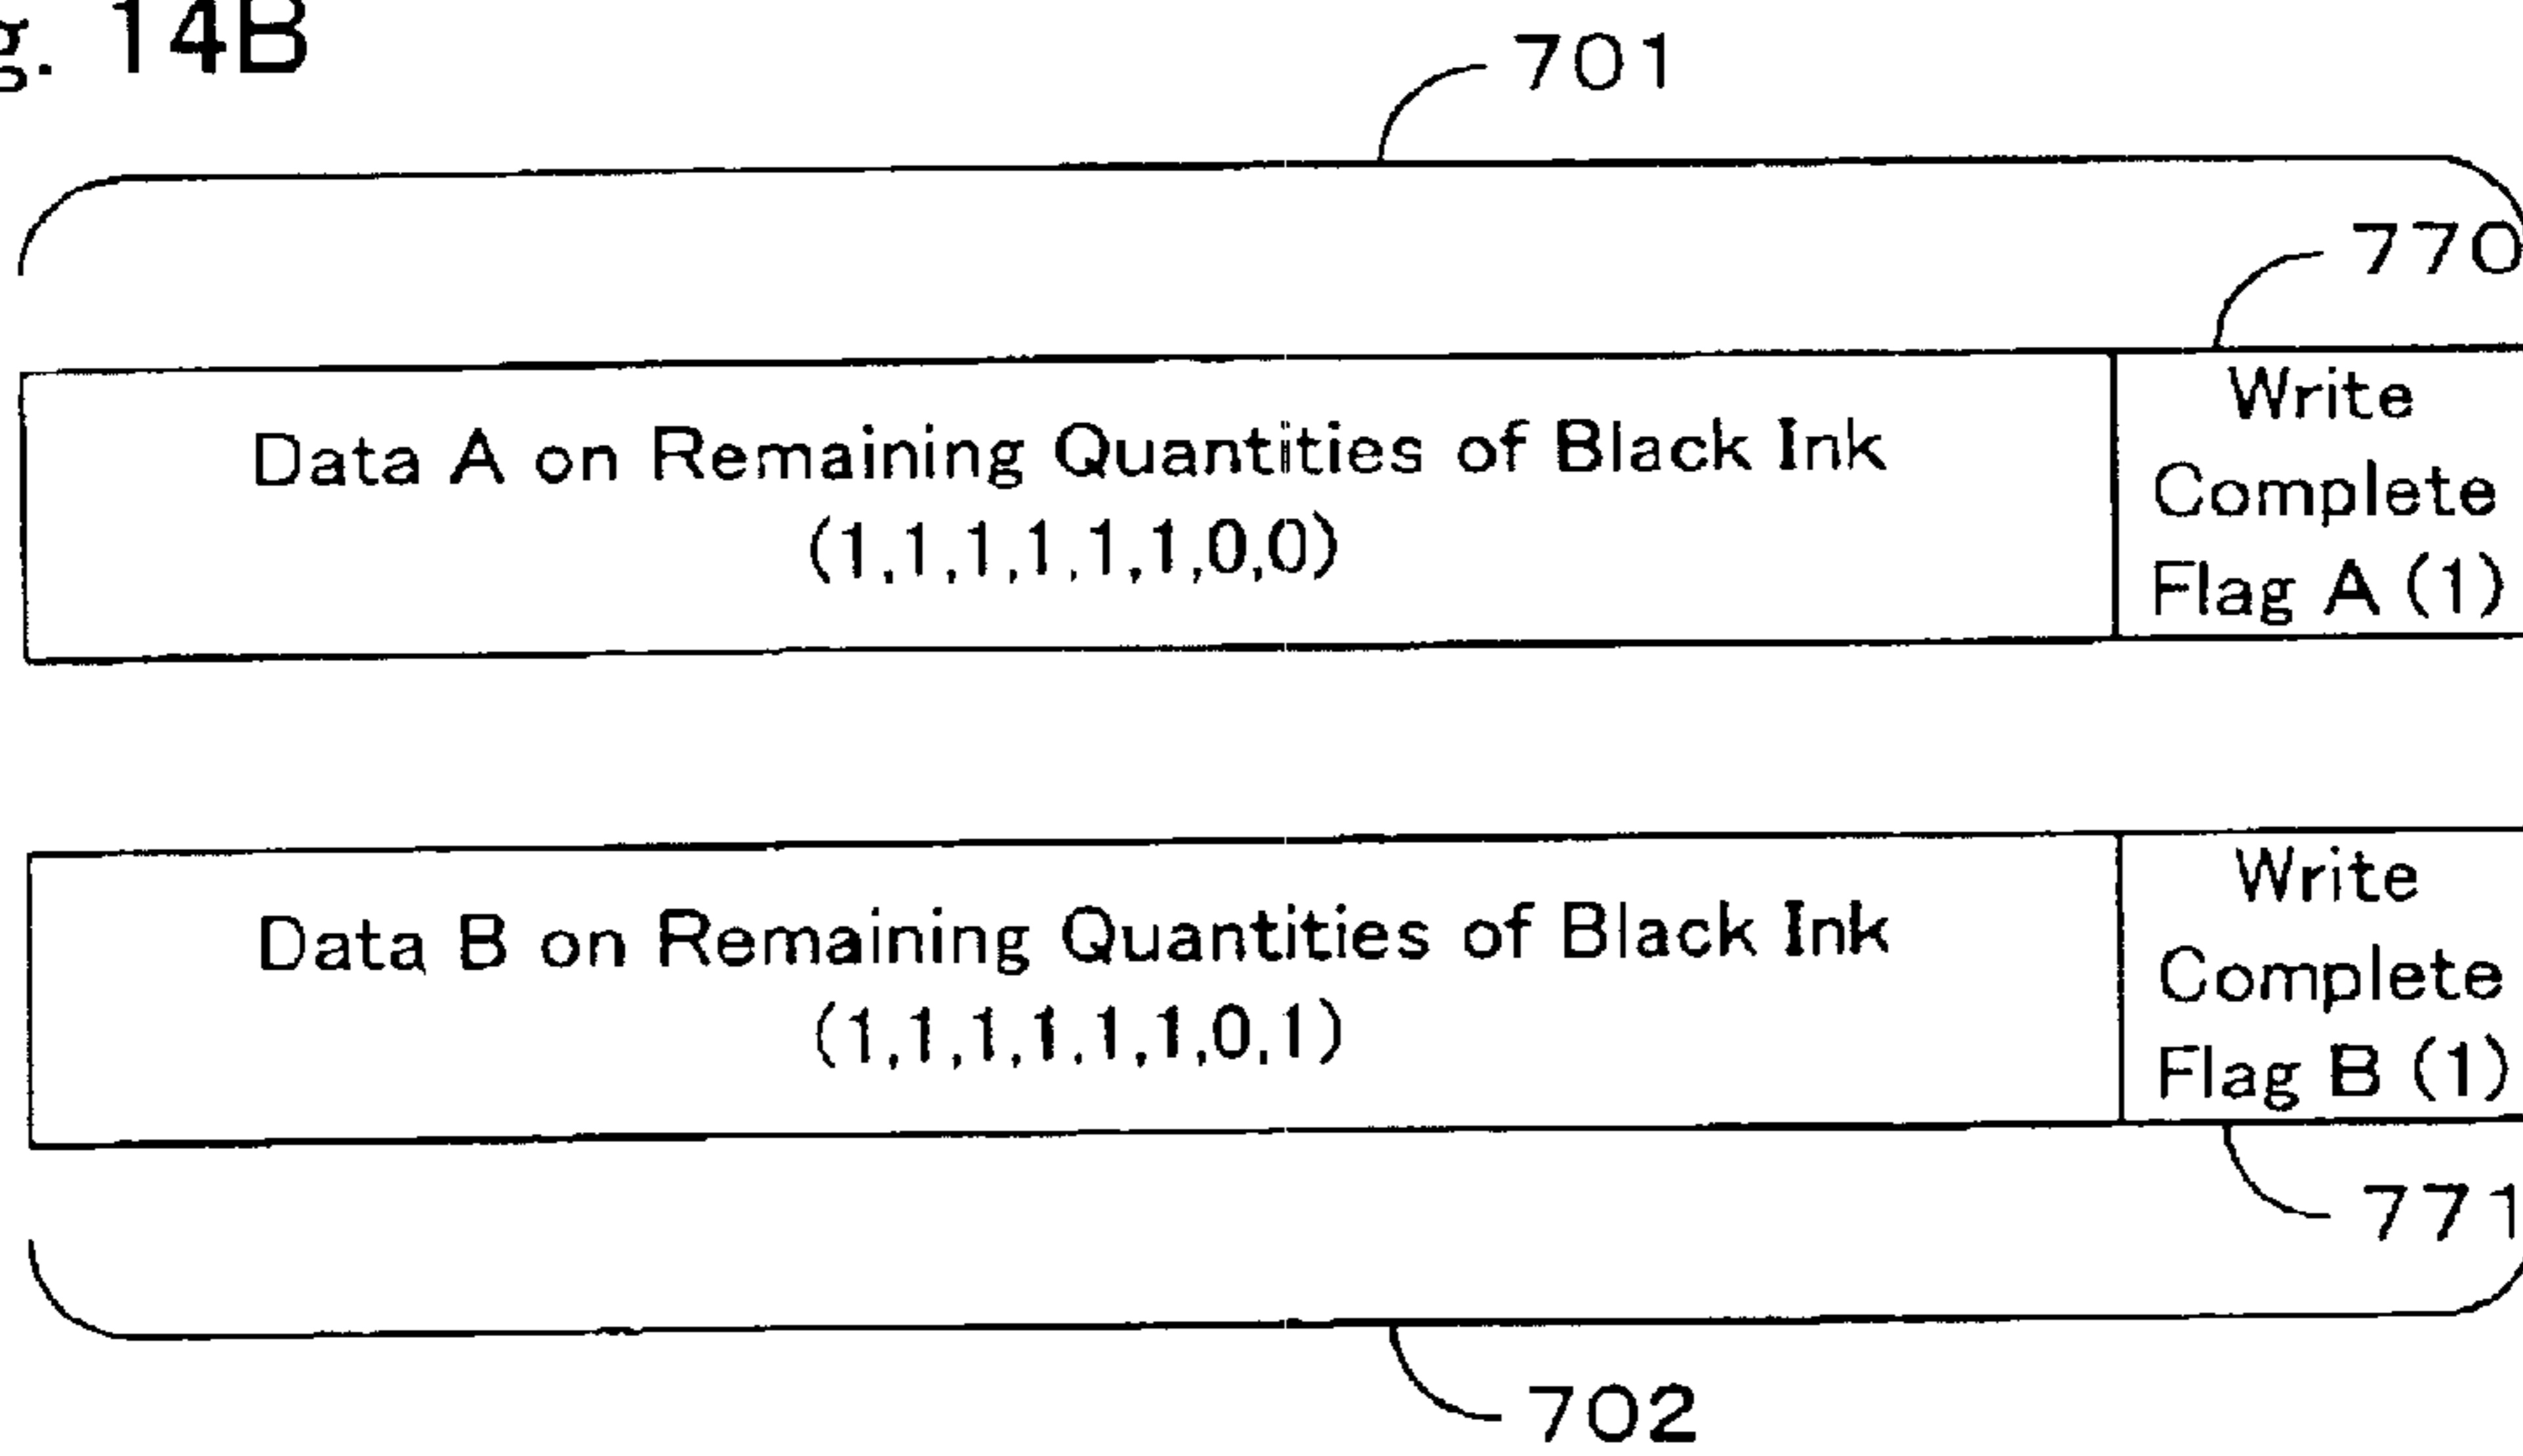 g. 14B
701
770
Data A on Remaining Quantities of Black Ink
(1,1,1,1,1,1,0,0)
Write
Complete
Flag A (1)
Data B on Remaining Quantities of Black Ink
(1,1,1,1,1,1,0,1)
Write
Complete
Flag B (1)
771
702